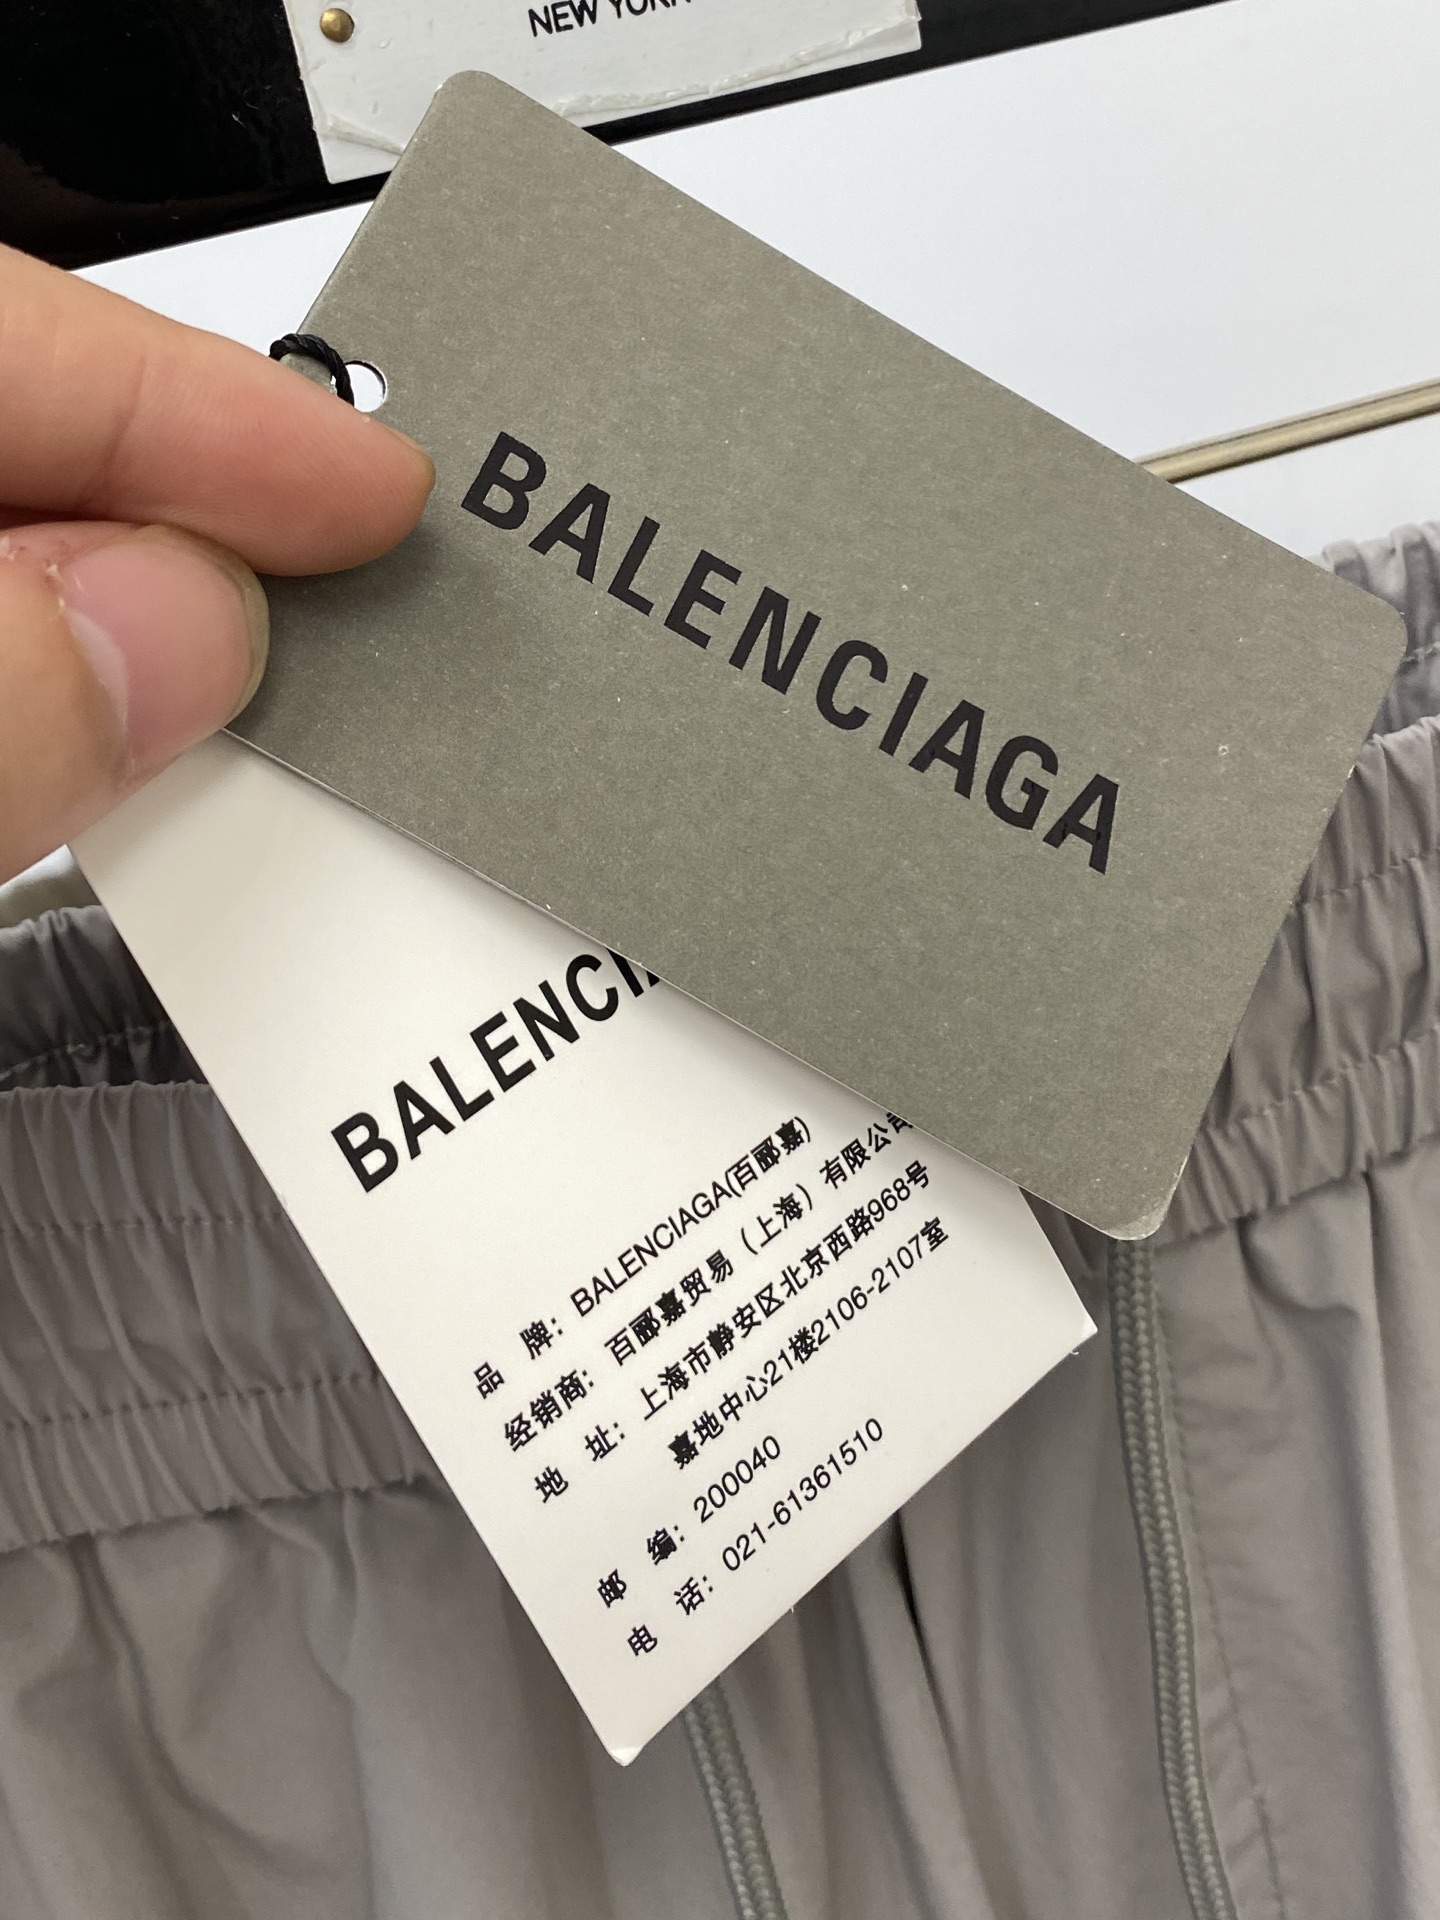 NEW YORK
BALENCIAGA
BALENCIA
品 牌: BALENCIAGA(百郦嘉)
经销商: 百郦嘉贸易（上海）有限公司
地 址: 上海市静安区北京西路968号
嘉地中心21楼2106-2107室
邮 编: 200040
电 话: 021-61361510